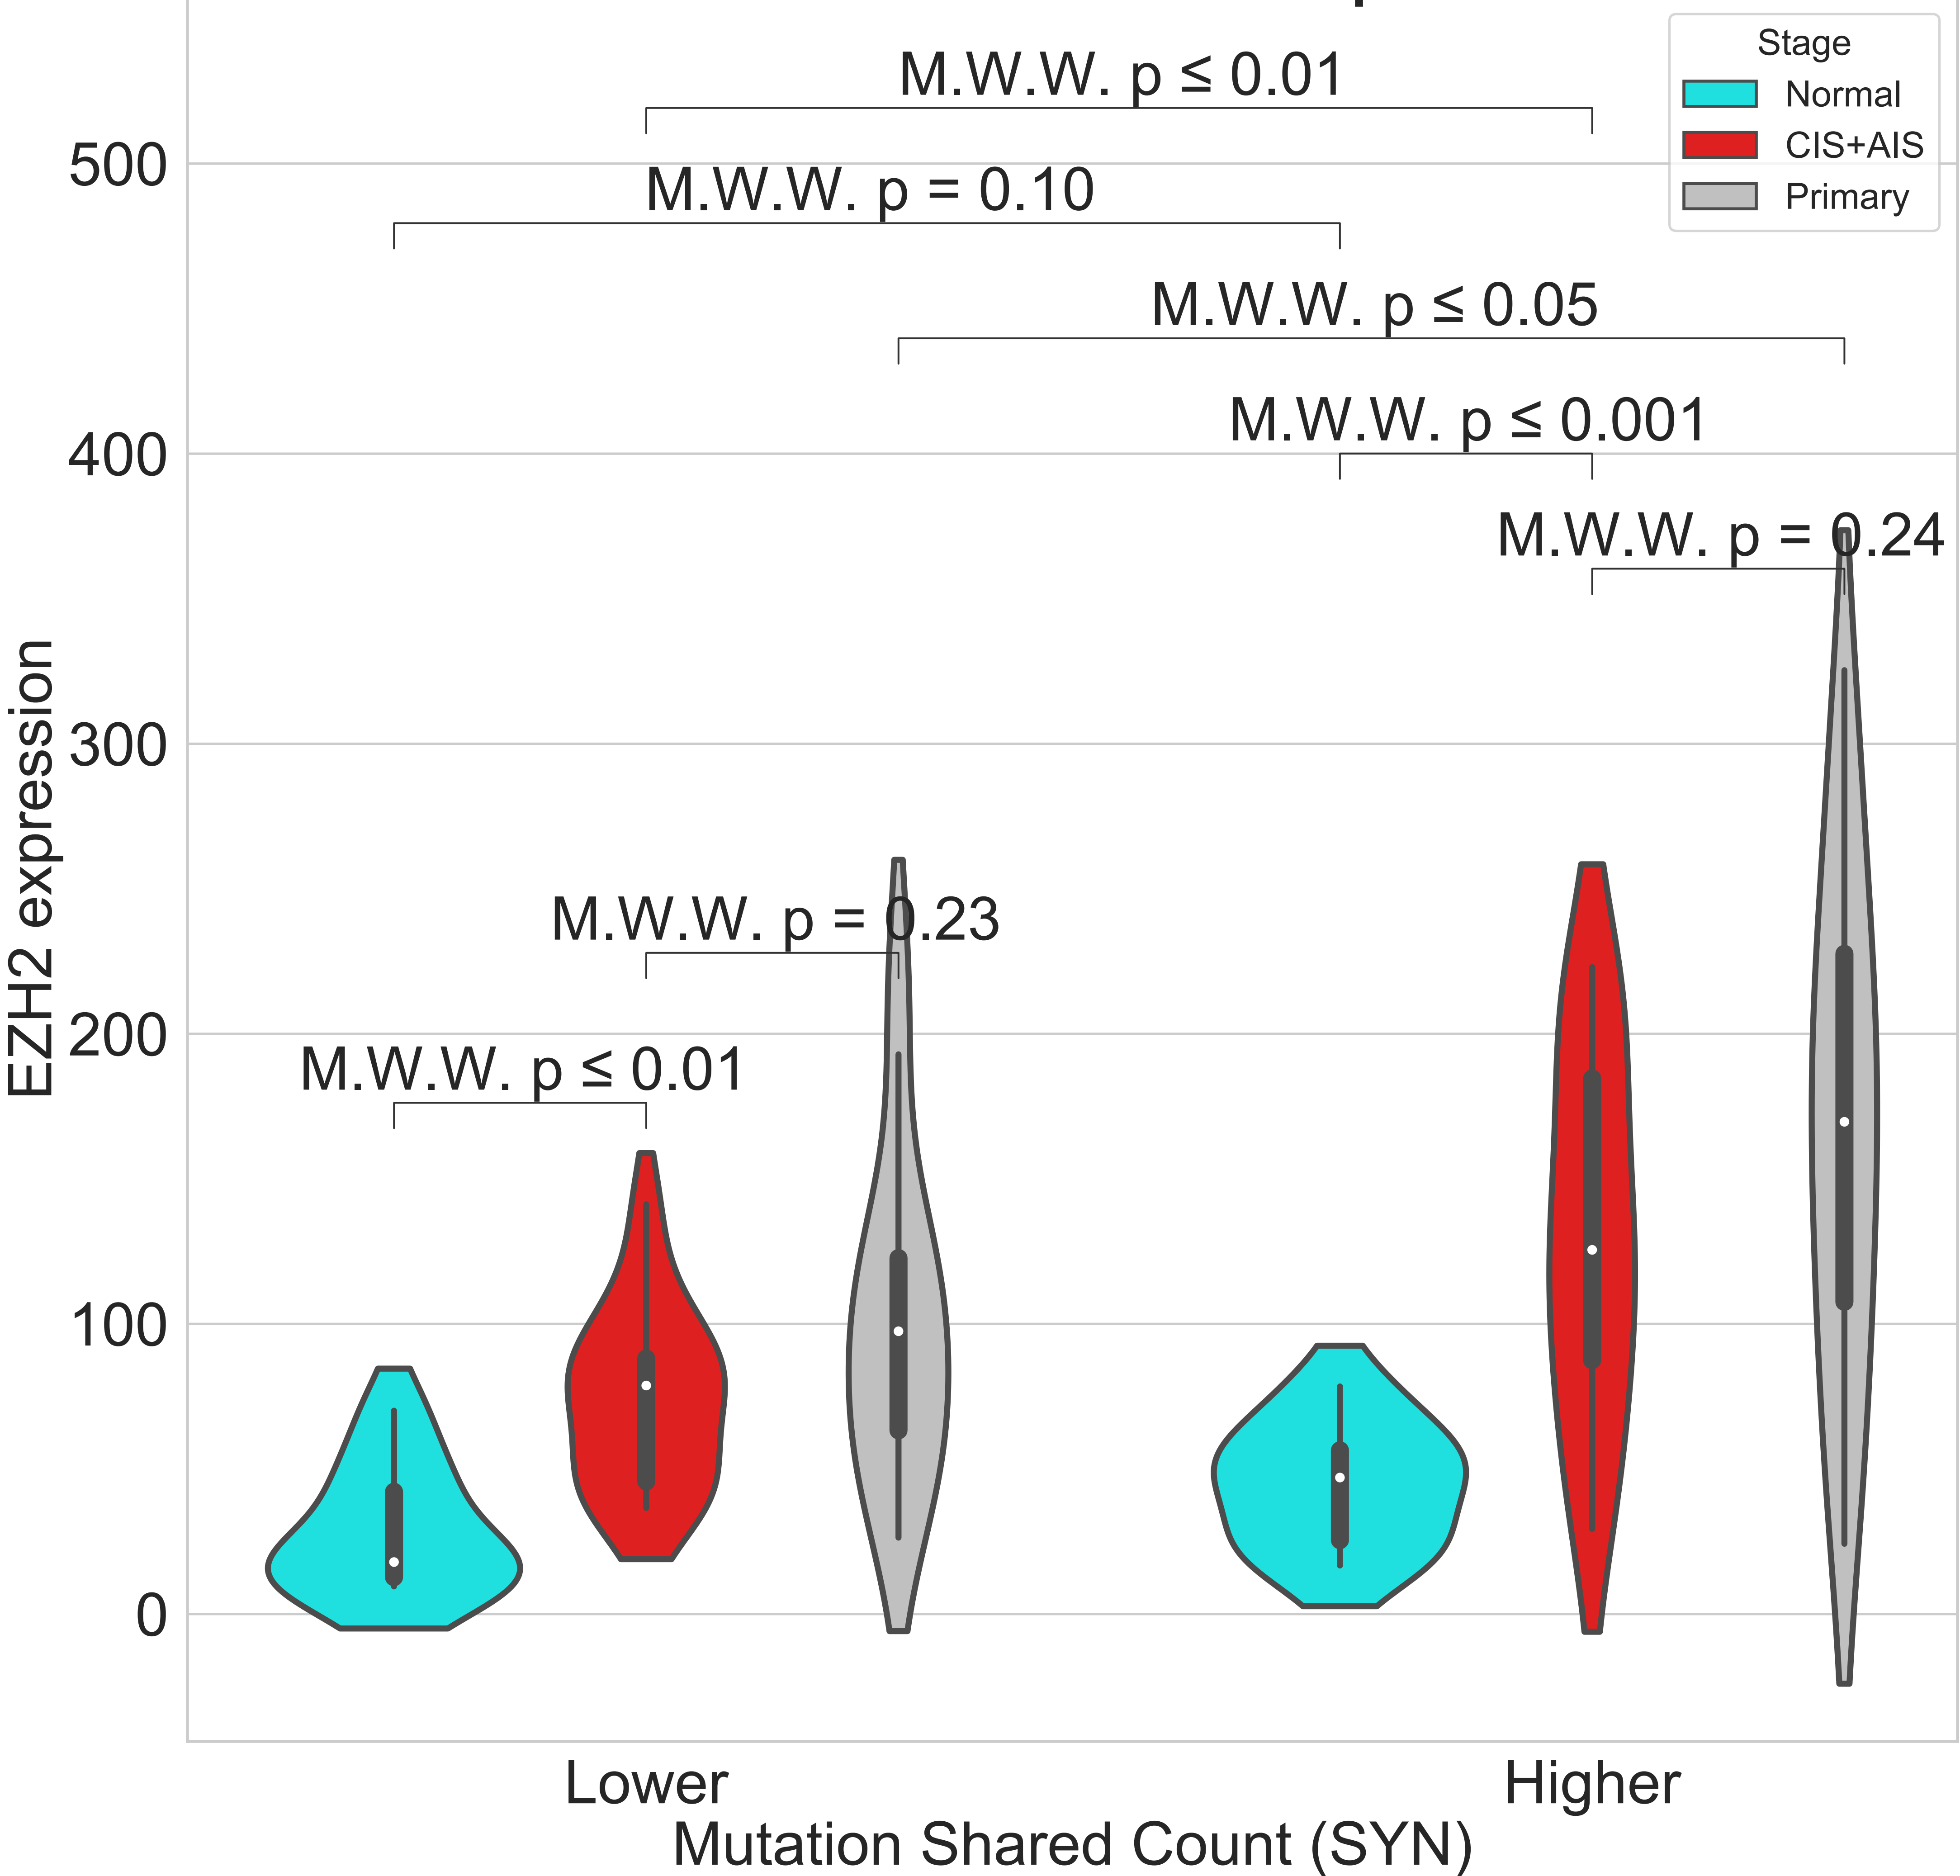 M.W.W. p ≤ 0.01
Stage
Normal
CIS+AIS
Primary
500
M.W.W. p = 0.10
M.W.W. p ≤ 0.05
M.W.W. p ≤ 0.001
400
M.W.W. p = 0.24
300
EZH2 expression
M.W.W. p = 0.23
200
M.W.W. p ≤ 0.01
100
0
Lower
Higher
Mutation Shared Count (SYN)